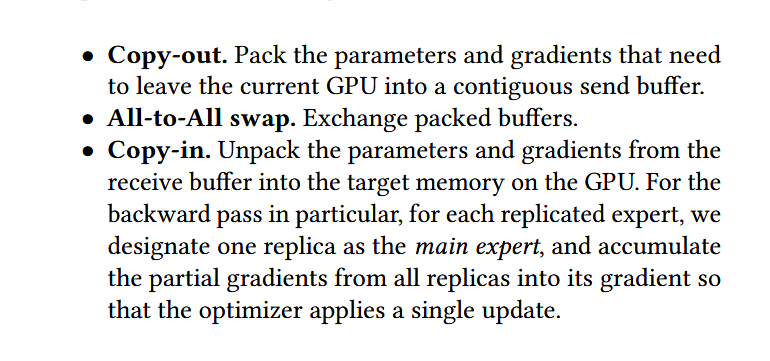 • Copy-out. Pack the parameters and gradients that need
to leave the current GPU into a contiguous send buffer.
• All-to-All swap. Exchange packed buffers.
• Copy-in. Unpack the parameters and gradients from the
receive buffer into the target memory on the GPU. For the
backward pass in particular, for each replicated expert, we
designate one replica as the main expert, and accumulate
the partial gradients from all replicas into its gradient so
that the optimizer applies a single update.